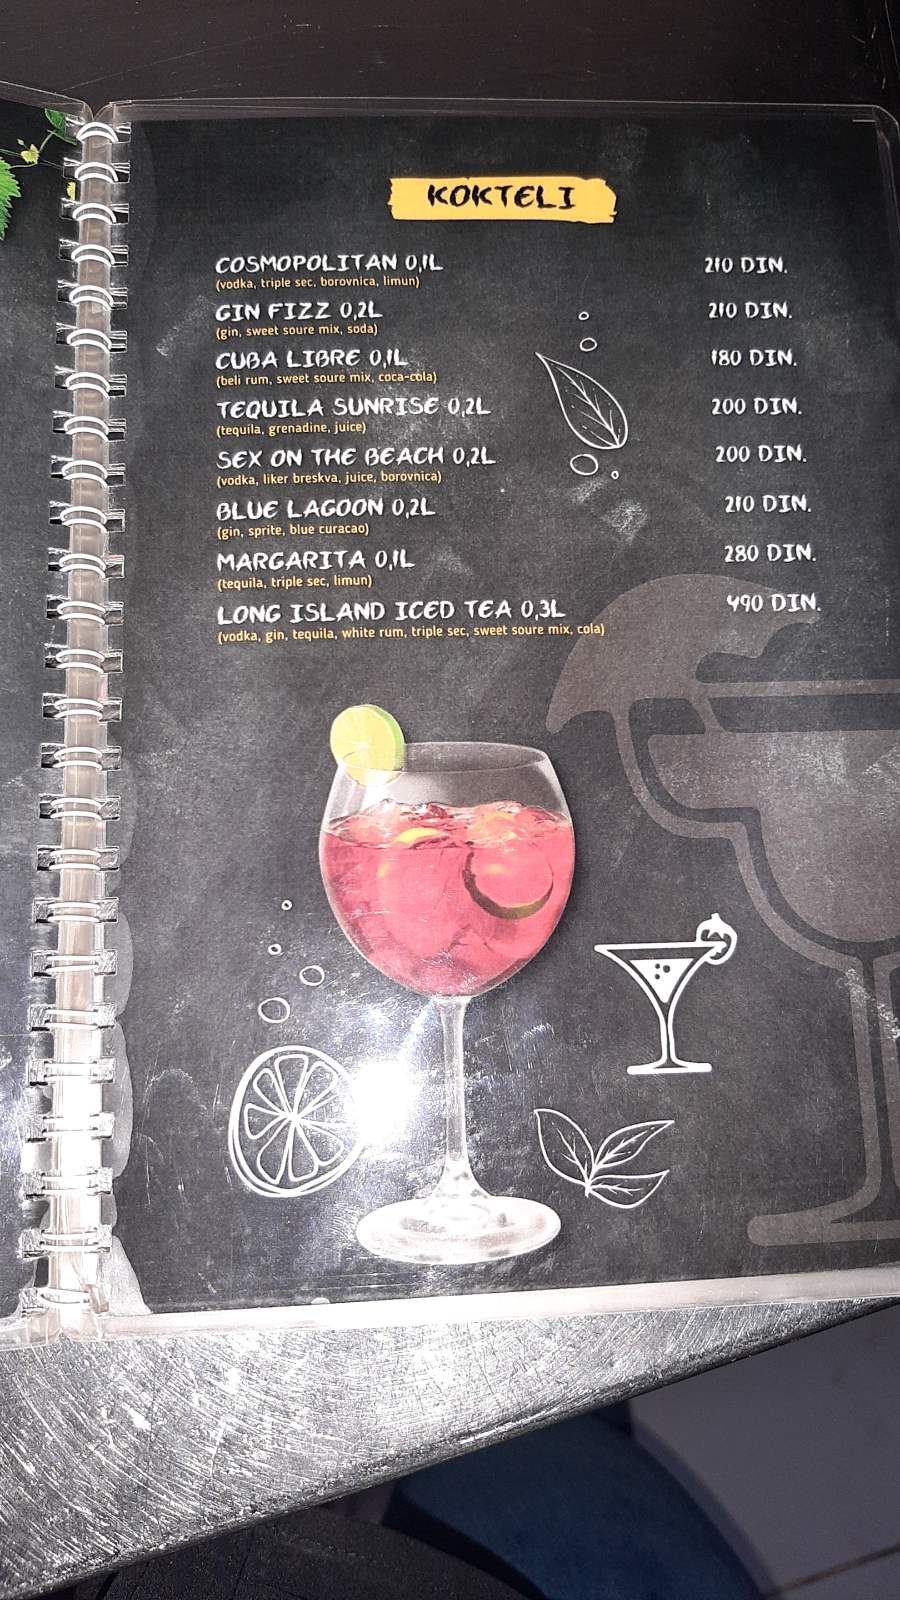 KOKTELI
COSMOPOLITAN 0,1L 210 DIN.
(vodka, triple sec, borovnica, limun)
GIN FIZZ 0,2L 210 DIN.
(gin, sweet soure mix, soda)
CUBA LIBRE 0,1L 180 DIN.
(beli rum, sweet soure mix, coca-cola)
TEQUILA SUNRISE 0,2L 200 DIN.
(tequila, grenadine, juice)
SEX ON THE BEACH 0,2L 200 DIN.
(vodka, liker breskva, juice, borovnica)
BLUE LAGOON 0,2L 210 DIN.
(gin, sprite, blue curacao)
MARGARITA 0,1L 280 DIN.
(tequila, triple sec, limun)
LONG ISLAND ICED TEA 0,3L 490 DIN.
(vodka, gin, tequila, white rum, triple sec, sweet soure mix, cola)